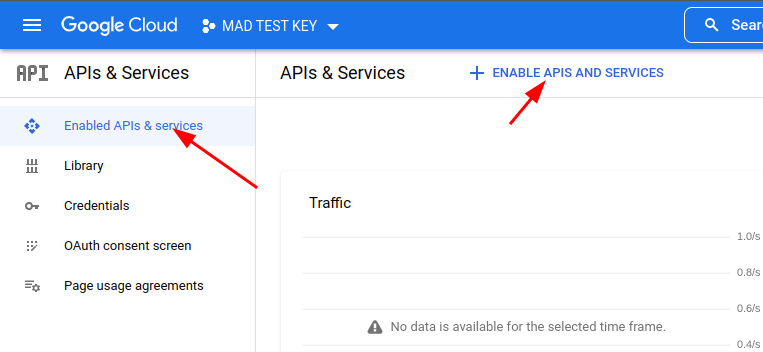 Google Cloud
MAD TEST KEY
Sear
API
APIs & Services
APIs & Services
ENABLE APIS AND SERVICES
Enabled APIs & services
Library
Credentials
OAuth consent screen
Page usage agreements
Traffic
1.0/s
0.8/s
0.6/s
No data is available for the selected time frame.
0.4/s